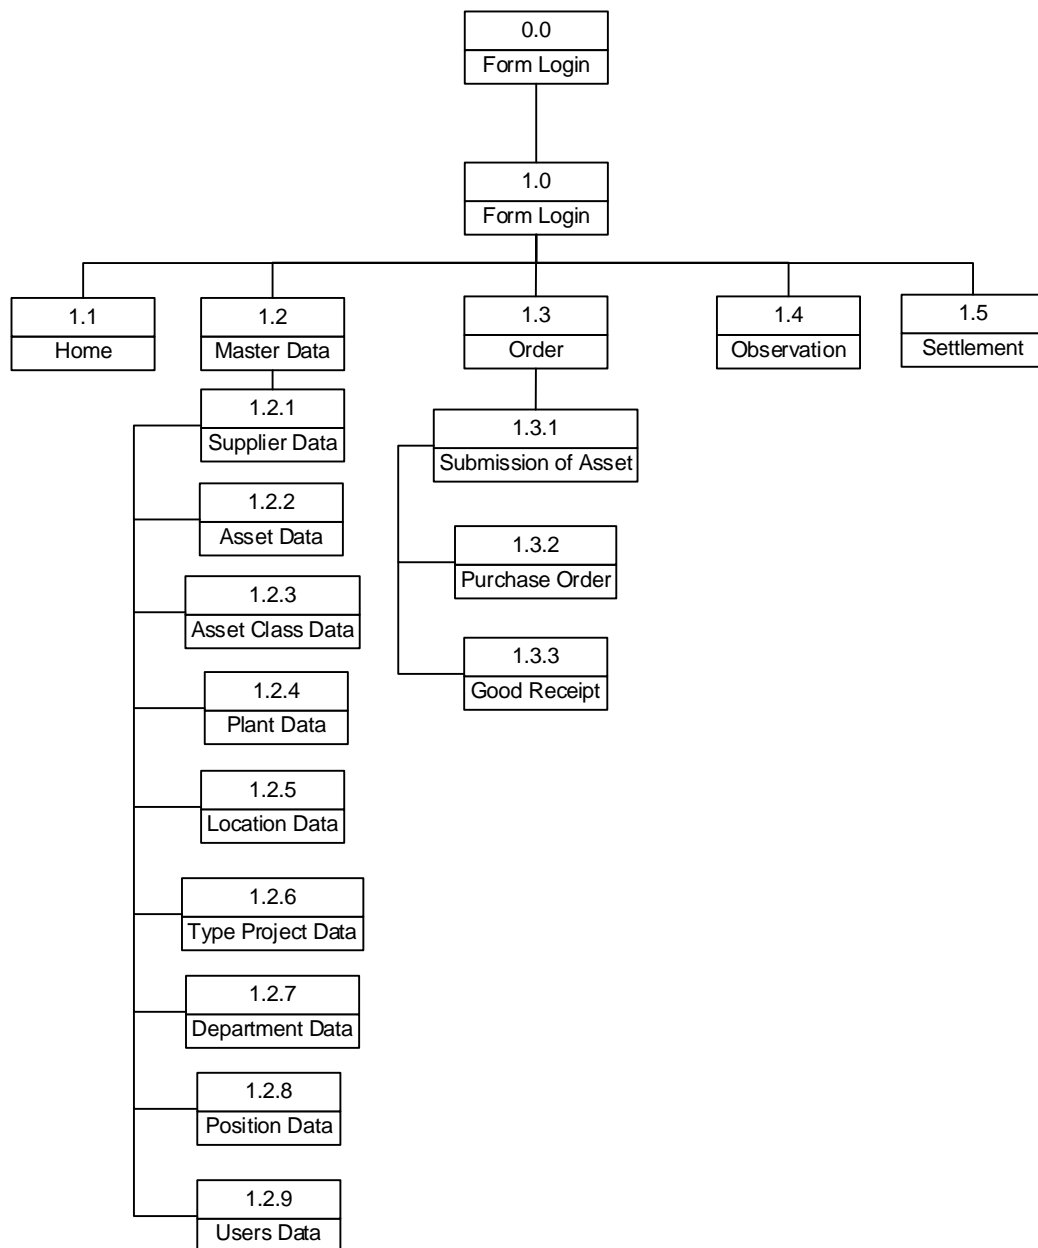 0.0
Form Login
1.0
Form Login
1.1
Home
1.2
Master Data
1.3
Order
1.4
Observation
1.5
Settlement
1.2.1
Supplier Data
1.2.2
Asset Data
1.2.3
Asset Class Data
1.2.4
Plant Data
1.2.5
Location Data
1.2.6
Type Project Data
1.2.7
Department Data
1.2.8
Position Data
1.2.9
Users Data
1.3.1
Submission of Asset
1.3.2
Purchase Order
1.3.3
Good Receipt